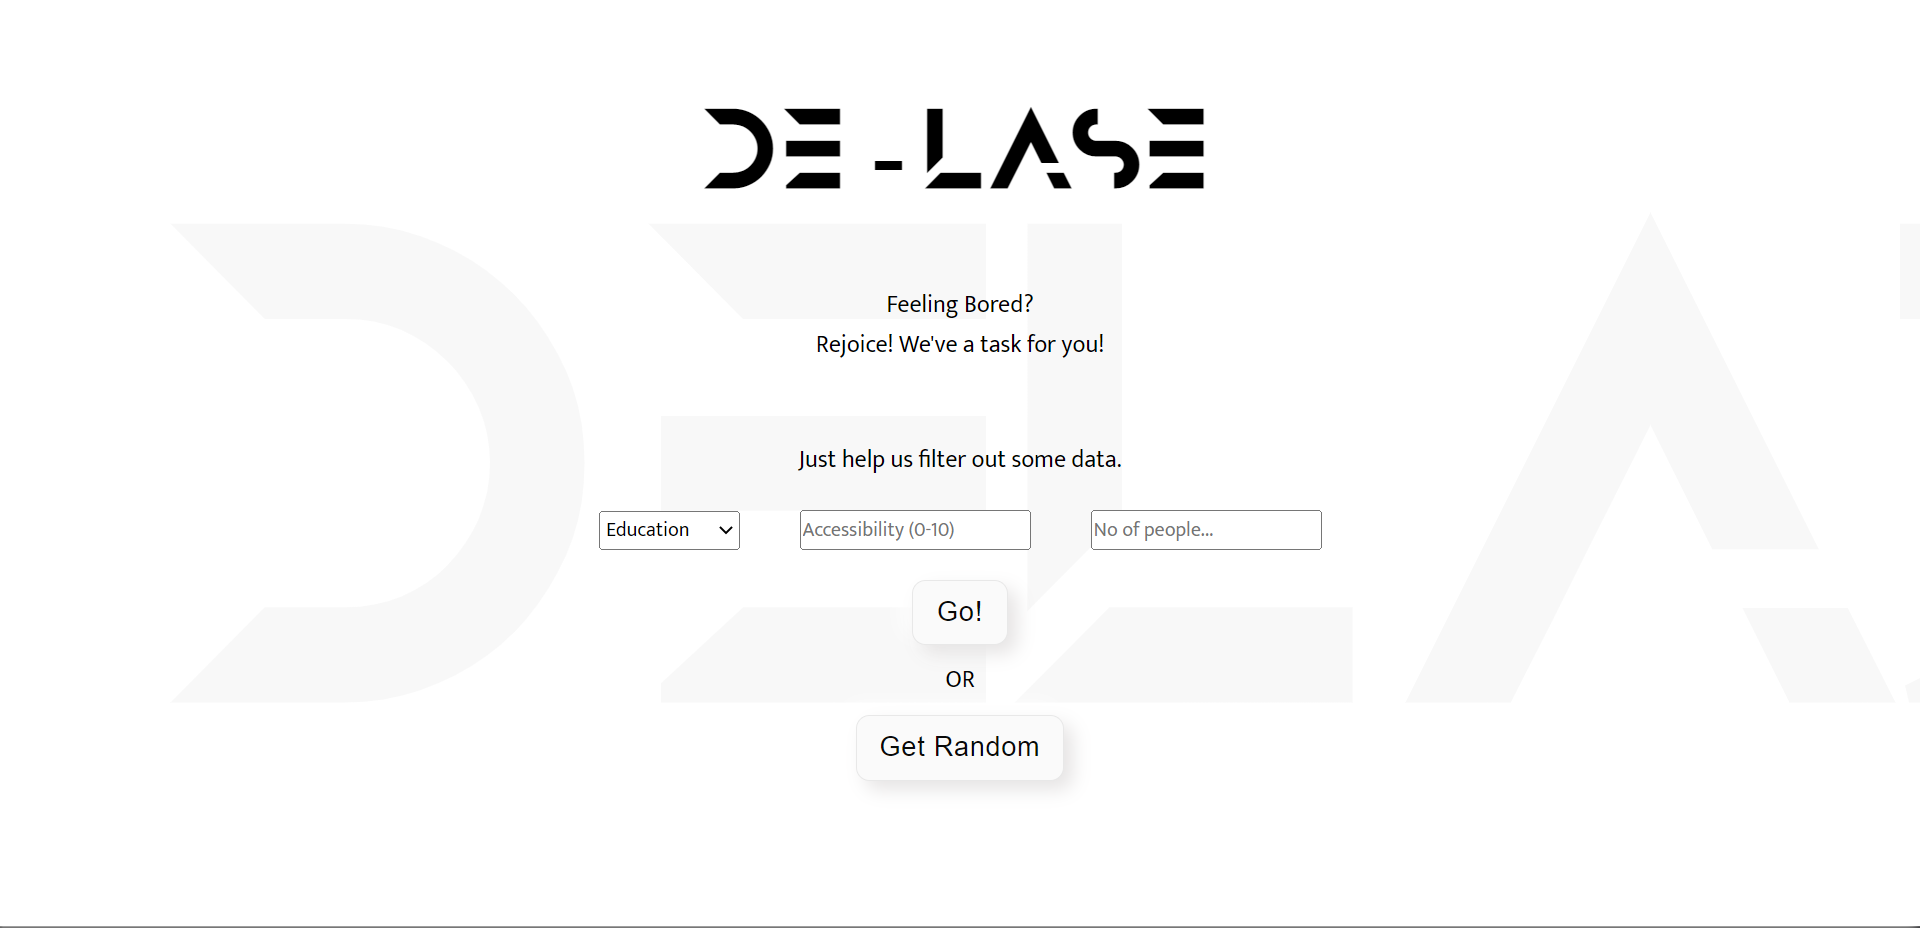 DE-LASE
DELAS
Feeling Bored?
Rejoice! We've a task for you!
Just help us filter out some data.
Education Accessibility (0-10) No of people...
Go!
OR
Get Random